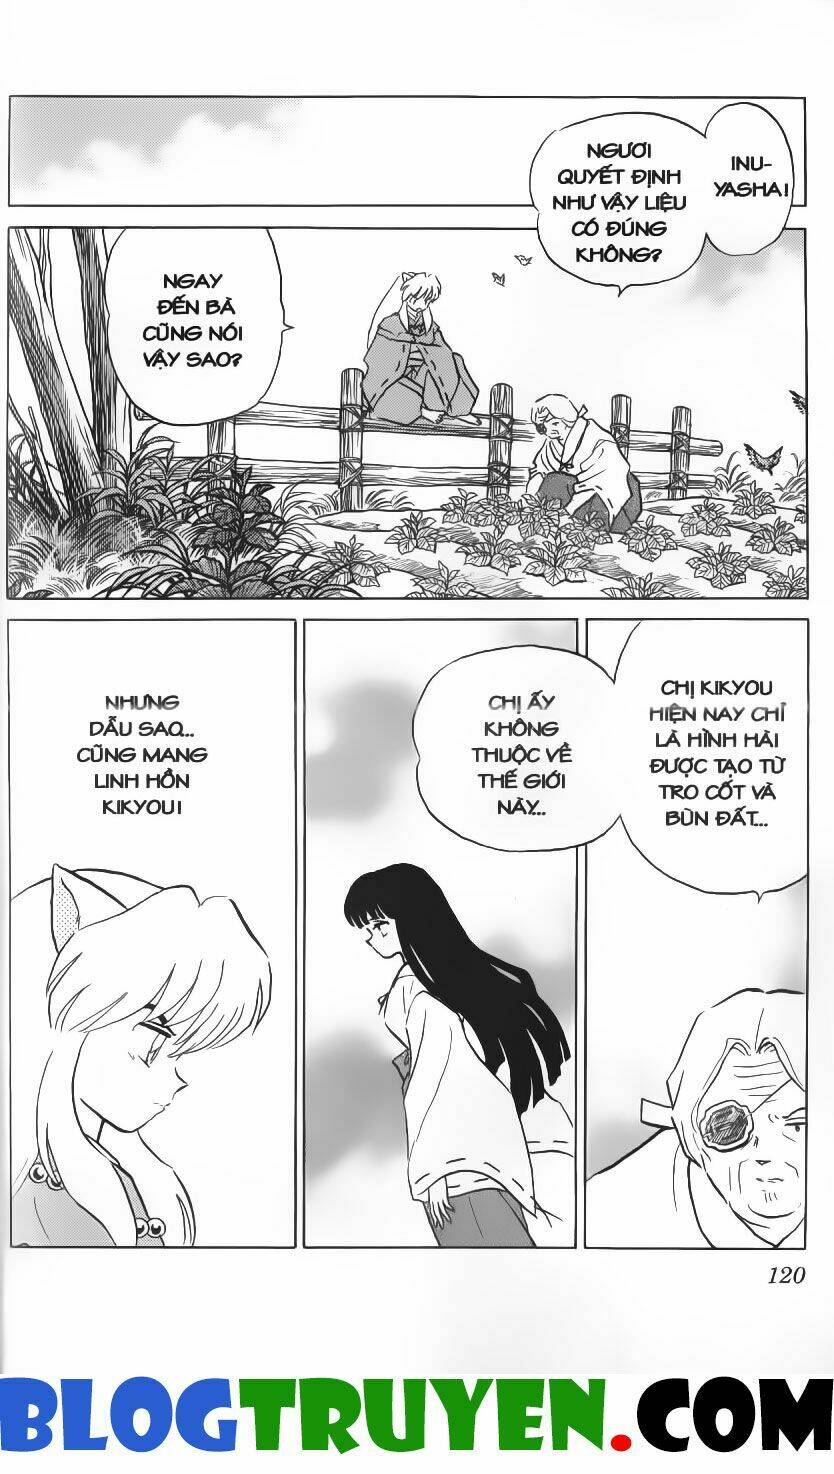 INU-
YASHA!
NGƯƠI
QUYẾT ĐỊNH
NHƯ VẬY LIỆU
CÓ ĐÚNG
KHÔNG?
NGAY
ĐẾN BÀ
CŨNG NÓI
VẬY SAO?
CHỊ KIKYOU
HIỆN NAY CHỈ
LÀ HÌNH HÀI
ĐƯỢC TẠO TỪ
TRO CỐT VÀ
BÙN ĐẤT...
CHỊ ẤY
KHÔNG
THUỘC VỀ
THẾ GIỚI
NÀY...
NHƯNG
DẪU SAO...
CŨNG MANG
LINH HỒN
KIKYOU!
120
BLOGTRUYEN.COM